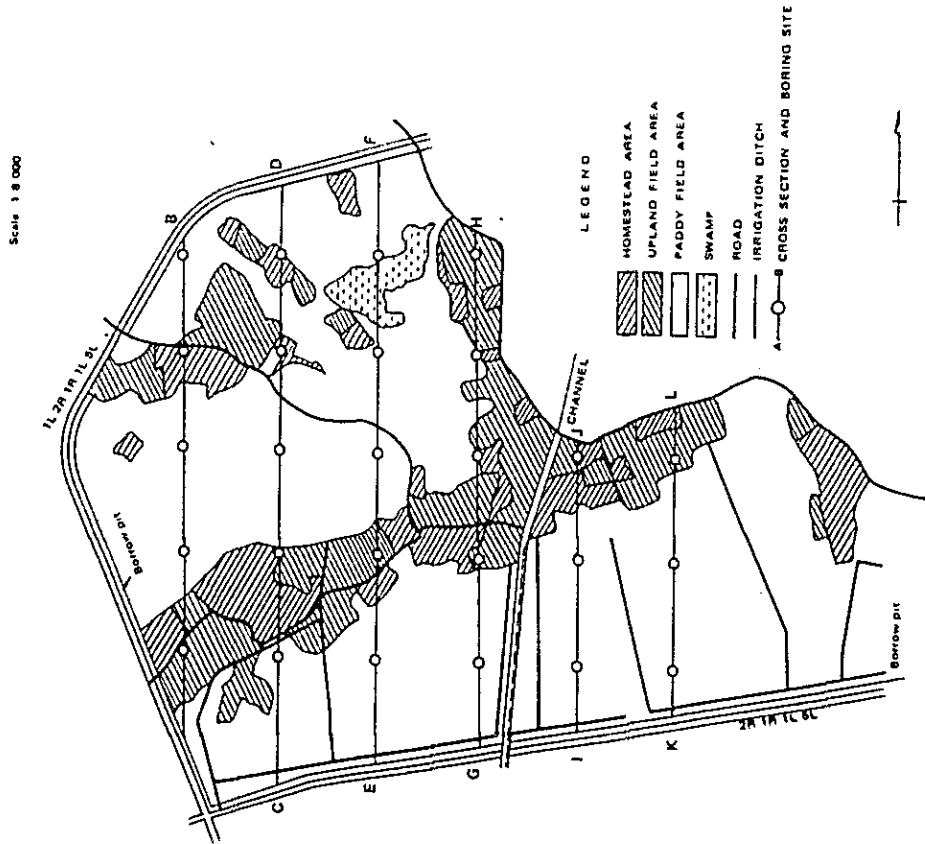 Scale 1 8 000
1L 2R 1R 1L 5L
B
D
F
H
Borrow pit
C
E
G
I
J
K
L
CHANNEL
2R 1R 1L 6L
Borrow pit
LEGEND
HOMESTEAD AREA
UPLAND FIELD AREA
PADDY FIELD AREA
SWAMP
ROAD
IRRIGATION DITCH
A B CROSS SECTION AND BORING SITE